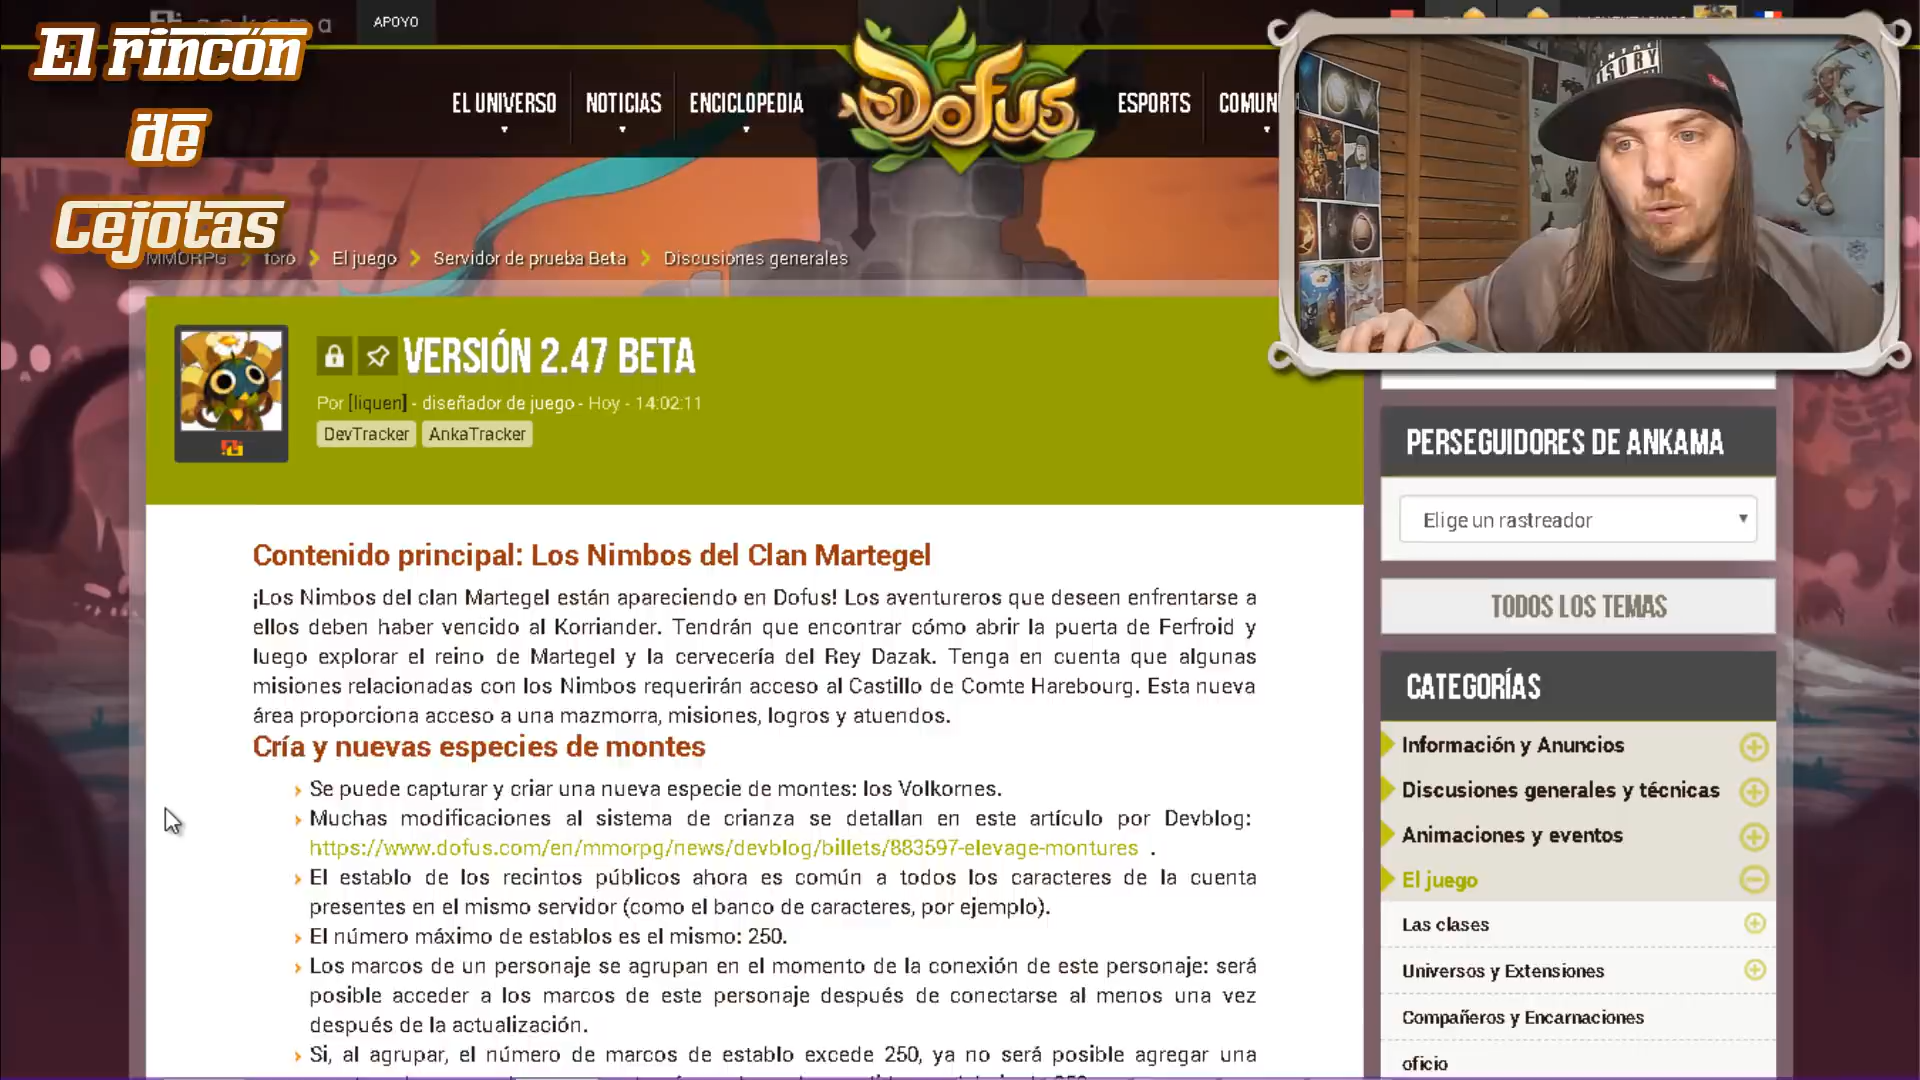 ankama
APOYO
El rincón
de
Cejotas
EL UNIVERSO
NOTICIAS
ENCICLOPEDIA
DOFUS
ESPORTS
COMUN
MMORPG
foro
El juego
Servidor de prueba Beta
Discusiones generales
VERSIÓN 2.47 BETA
Por [liquen] - diseñador de juego - Hoy - 14:02:11
DevTracker
AnkaTracker
Contenido principal: Los Nimbos del Clan Martegel
¡Los Nimbos del clan Martegel están apareciendo en Dofus! Los aventureros que deseen enfrentarse a
ellos deben haber vencido al Korriander. Tendrán que encontrar cómo abrir la puerta de Ferfroid y
luego explorar el reino de Martegel y la cervecería del Rey Dazak. Tenga en cuenta que algunas
misiones relacionadas con los Nimbos requerirán acceso al Castillo de Comte Harebourg. Esta nueva
área proporciona acceso a una mazmorra, misiones, logros y atuendos.
Cría y nuevas especies de montes
Se puede capturar y criar una nueva especie de montes: los Volkornes.
Muchas modificaciones al sistema de crianza se detallan en este artículo por Devblog:
https://www.dofus.com/en/mmorpg/news/devblog/billets/883597-elevage-montures .
El establo de los recintos públicos ahora es común a todos los caracteres de la cuenta
presentes en el mismo servidor (como el banco de caracteres, por ejemplo).
El número máximo de establos es el mismo: 250.
Los marcos de un personaje se agrupan en el momento de la conexión de este personaje: será
posible acceder a los marcos de este personaje después de conectarse al menos una vez
después de la actualización.
Si, al agrupar, el número de marcos de establo excede 250, ya no será posible agregar una
PERSEGUIDORES DE ANKAMA
Elige un rastreador
TODOS LOS TEMAS
CATEGORÍAS
Información y Anuncios
Discusiones generales y técnicas
Animaciones y eventos
El juego
Las clases
Universos y Extensiones
Compañeros y Encarnaciones
oficio